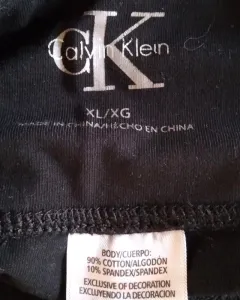 CK
Calvin Klein
XL/XG
MADE IN CHINA/HECHO EN CHINA
BODY/CUERPO:
90% COTTON/ALGODÓN
10% SPANDEX/SPANDEX
EXCLUSIVE OF DECORATION
EXCLUYENDO LA DECORACION